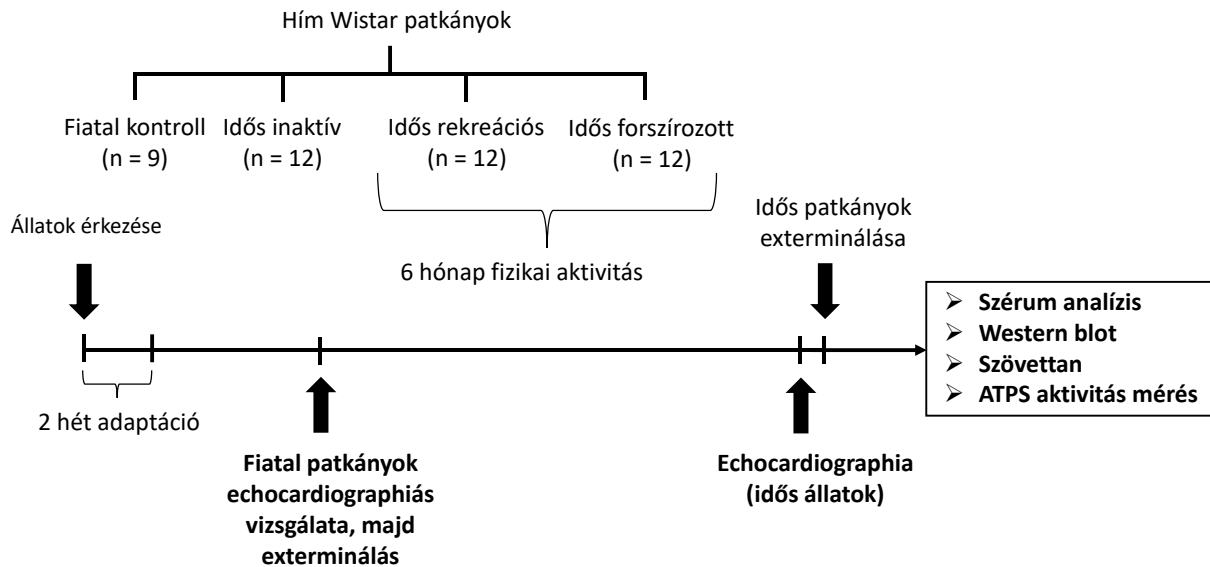 Hím Wistar patkányok
Fiatal kontroll
(n = 9)
Idős inaktív
(n = 12)
Idős rekreációs
(n = 12)
Idős forszírozott
(n = 12)
6 hónap fizikai aktivitás
Állatok érkezése
Idős patkányok
exterminálása
2 hét adaptáció
Fiatal patkányok
echocardiographiás
vizsgálata, majd
exterminálás
Echocardiographia
(idős állatok)
➢ Szérum analízis
➢ Western blot
➢ Szövettan
➢ ATPS aktivitás mérés